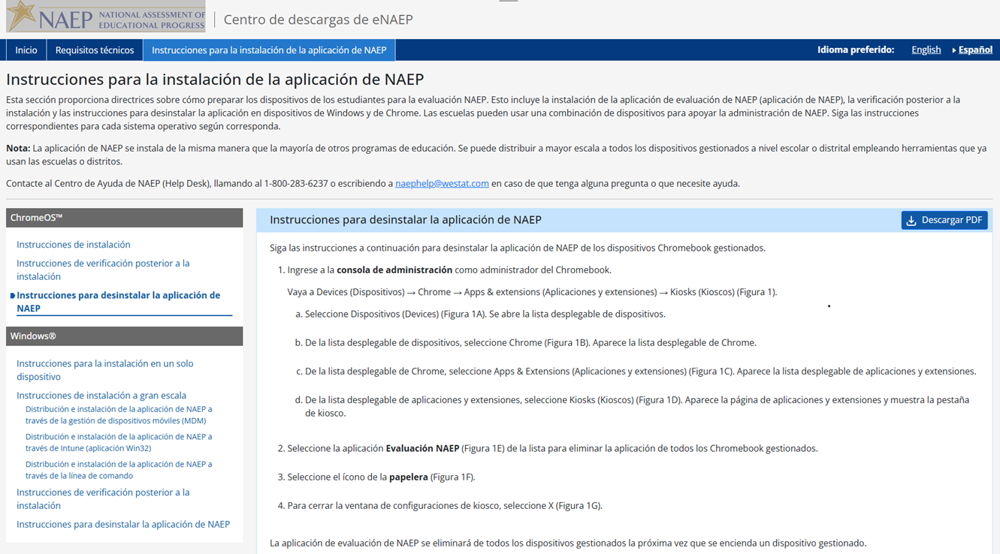 NAEP NATIONAL ASSESSMENT OF
EDUCATIONAL PROGRESS
Centro de descargas de eNAEP
Inicio
Requisitos técnicos
Instrucciones para la instalación de la aplicación de NAEP
Idioma preferido:
English
Español
Instrucciones para la instalación de la aplicación de NAEP
Esta sección proporciona directrices sobre cómo preparar los dispositivos de los estudiantes para la evaluación NAEP. Esto incluye la instalación de la aplicación de evaluación de NAEP (aplicación de NAEP), la verificación posterior a la
instalación y las instrucciones para desinstalar la aplicación en dispositivos de Windows y de Chrome. Las escuelas pueden usar una combinación de dispositivos para apoyar la administración de NAEP. Siga las instrucciones
correspondientes para cada sistema operativo según corresponda.
Nota: La aplicación de NAEP se instala de la misma manera que la mayoría de otros programas de educación. Se puede distribuir a mayor escala a todos los dispositivos gestionados a nivel escolar o distrital empleando herramientas que ya
usan las escuelas o distritos.
Contacte al Centro de Ayuda de NAEP (Help Desk), llamando al 1-800-283-6237 o escribiendo a naephelp@westat.com en caso de que tenga alguna pregunta o que necesite ayuda.
ChromeOS™
Instrucciones de instalación
Instrucciones de verificación posterior a la
instalación
Instrucciones para desinstalar la aplicación de
NAEP
Windows®
Instrucciones para la instalación en un solo
dispositivo
Instrucciones de instalación a gran escala
Distribución e instalación de la aplicación de NAEP a
través de la gestión de dispositivos móviles (MDM)
Distribución e instalación de la aplicación de NAEP a
través de Intune (aplicación Win32)
Distribución e instalación de la aplicación de NAEP a
través de la línea de comando
Instrucciones de verificación posterior a la
instalación
Instrucciones para desinstalar la aplicación de NAEP
Instrucciones para desinstalar la aplicación de NAEP
Descargar PDF
Siga las instrucciones a continuación para desinstalar la aplicación de NAEP de los dispositivos Chromebook gestionados.
1. Ingrese a la consola de administración como administrador del Chromebook.
Vaya a Devices (Dispositivos) → Chrome → Apps & extensions (Aplicaciones y extensiones) → Kiosks (Kioscos) (Figura 1).
a. Seleccione Dispositivos (Devices) (Figura 1A). Se abre la lista desplegable de dispositivos.
b. De la lista desplegable de dispositivos, seleccione Chrome (Figura 1B). Aparece la lista desplegable de Chrome.
c. De la lista desplegable de Chrome, seleccione Apps & Extensions (Aplicaciones y extensiones) (Figura 1C). Aparece la lista desplegable de aplicaciones y extensiones.
d. De la lista desplegable de aplicaciones y extensiones, seleccione Kiosks (Kioscos) (Figura 1D). Aparece la página de aplicaciones y extensiones y muestra la pestaña
de kiosco.
2. Seleccione la aplicación Evaluación NAEP (Figura 1E) de la lista para eliminar la aplicación de todos los Chromebook gestionados.
3. Seleccione el ícono de la papelera (Figura 1F).
4. Para cerrar la ventana de configuraciones de kiosco, seleccione X (Figura 1G).
La aplicación de evaluación de NAEP se eliminará de todos los dispositivos gestionados la próxima vez que se encienda un dispositivo gestionado.